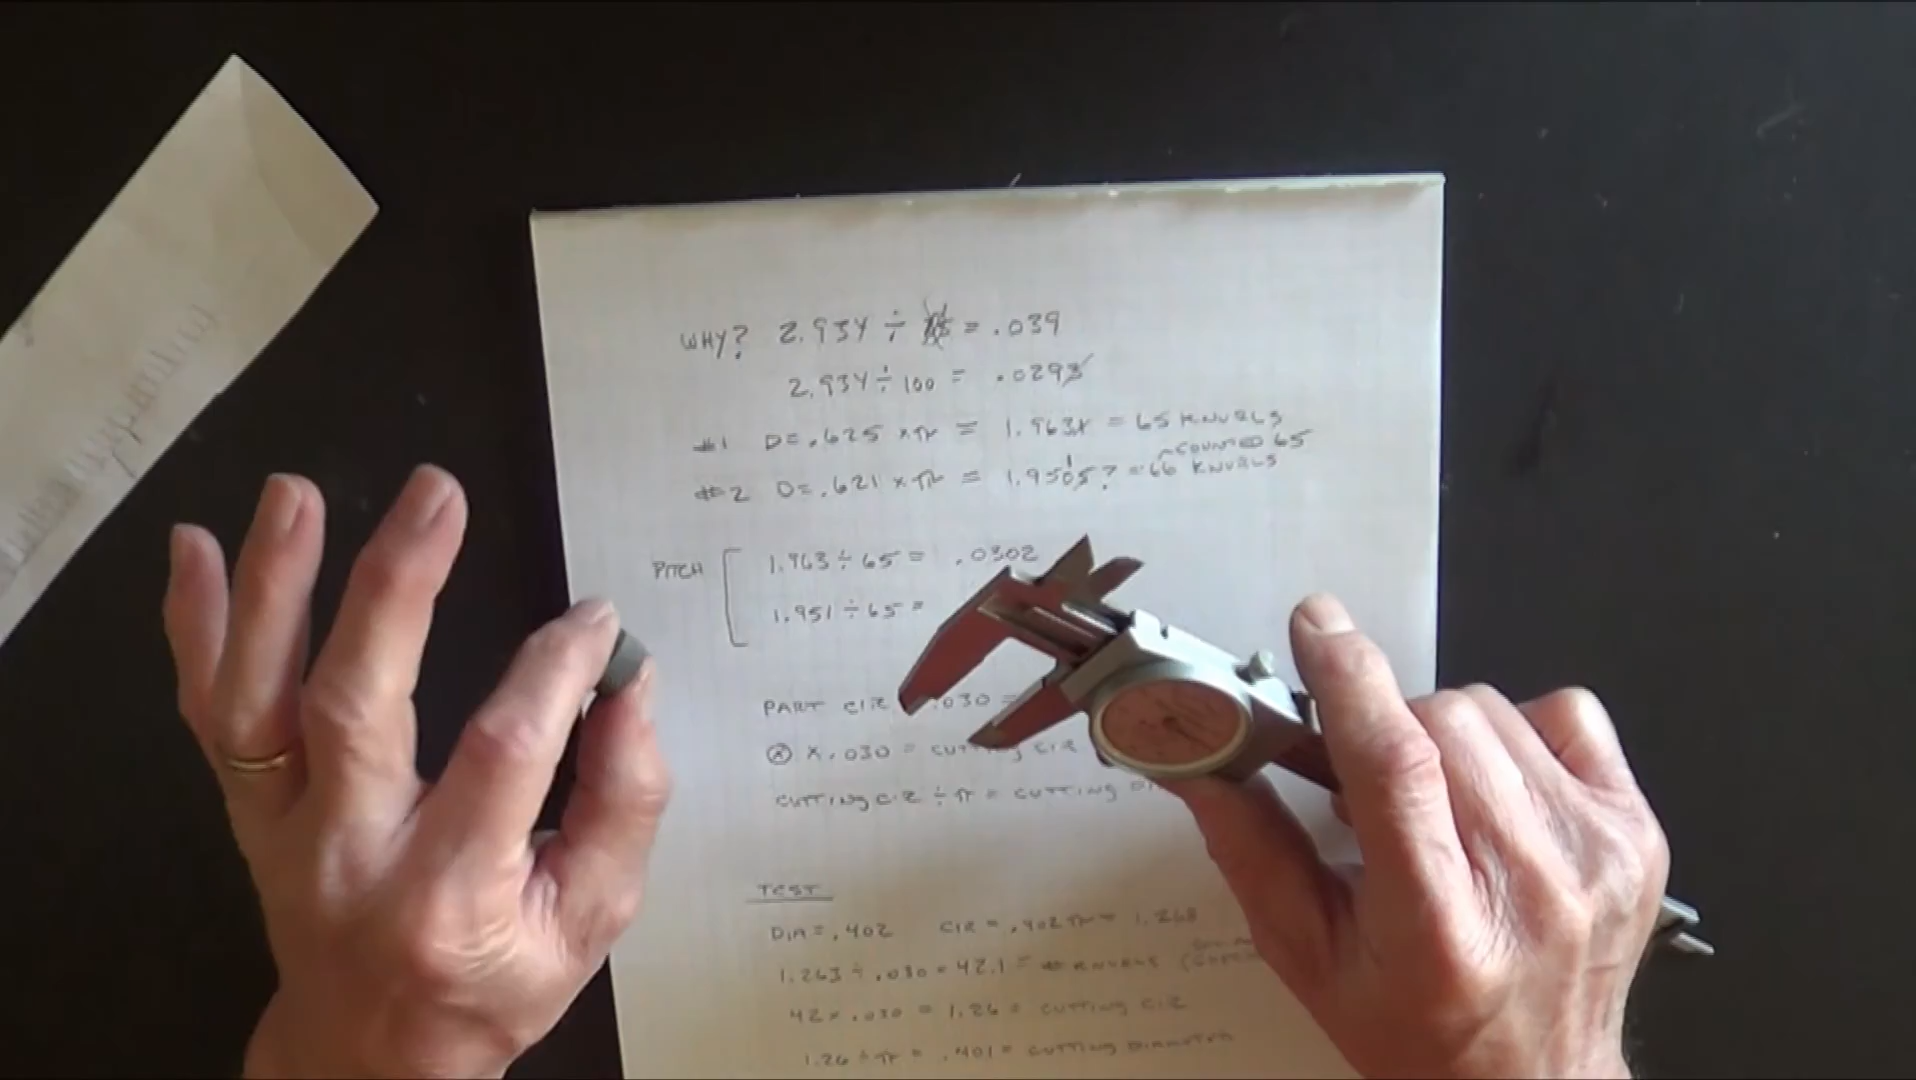 WHY? 2.934 ÷ = .039
2.934 ÷ 100 = .0293
#1 D=.625 × π = 1.963 = 65 KNURLS
COUNTED 65
#2 D=.621 × π = 1.9505? = 66 KNURLS
PITCH 1.963 ÷ 65 = .0302
1.951 ÷ 65 =
PART CIR .030 =
× .030 = CUTTING CIR
CUTTING CIR ÷ π = CUTTING
TEST
DIA = .402 CIR = .402 π = 1.268
1.263 ÷ .030 = 42.1 = # KNURLS
42 × .030 = 1.26 = CUTTING CIR
1.26 ÷ π = .401 = CUTTING DIAMETER